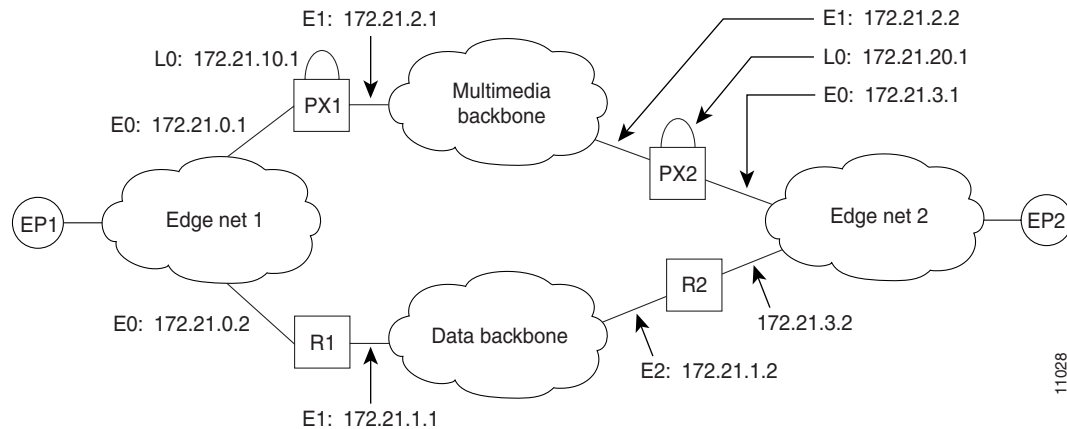 E1: 172.21.2.1
E1: 172.21.2.2
L0: 172.21.10.1
L0: 172.21.20.1
PX1
Multimedia
backbone
E0: 172.21.3.1
E0: 172.21.0.1
PX2
EP1
Edge net 1
Edge net 2
EP2
R2
E0: 172.21.0.2
172.21.3.2
R1
Data backbone
E2: 172.21.1.2
E1: 172.21.1.1
11028